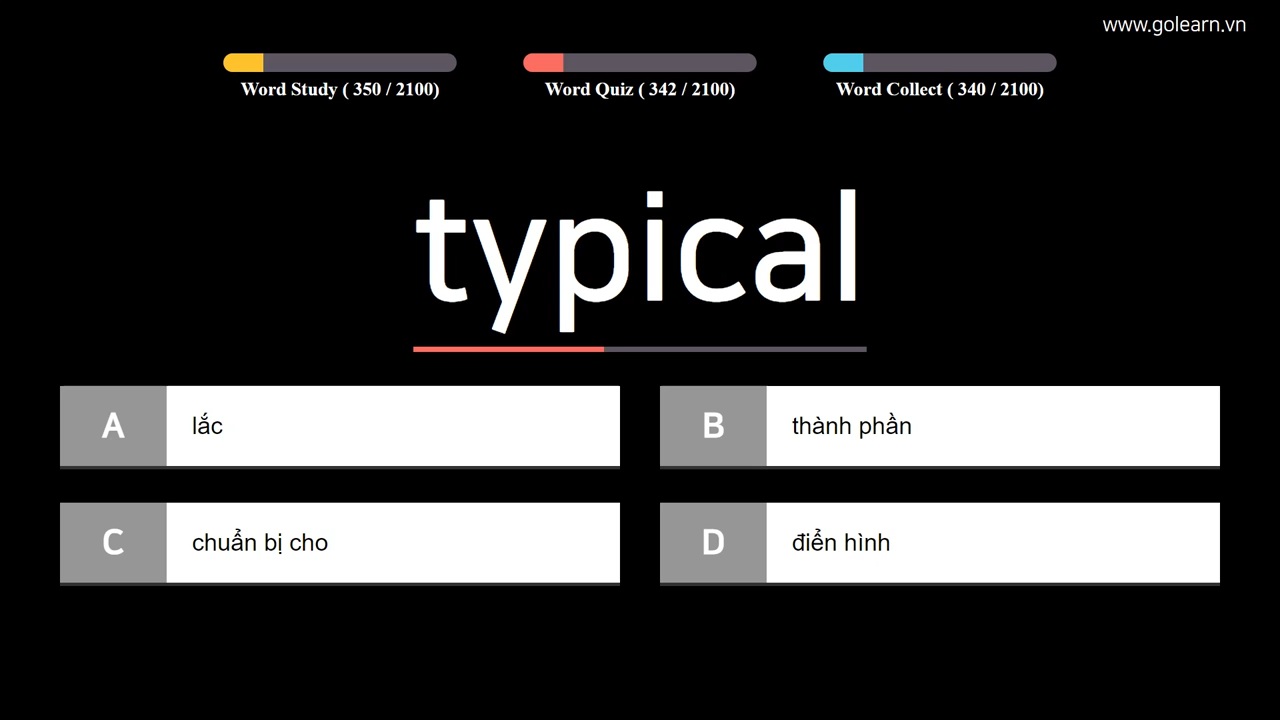 www.golearn.vn
Word Study ( 350 / 2100)
Word Quiz ( 342 / 2100)
Word Collect ( 340 / 2100)
typical
A lắc
B thành phần
C chuẩn bị cho
D điển hình